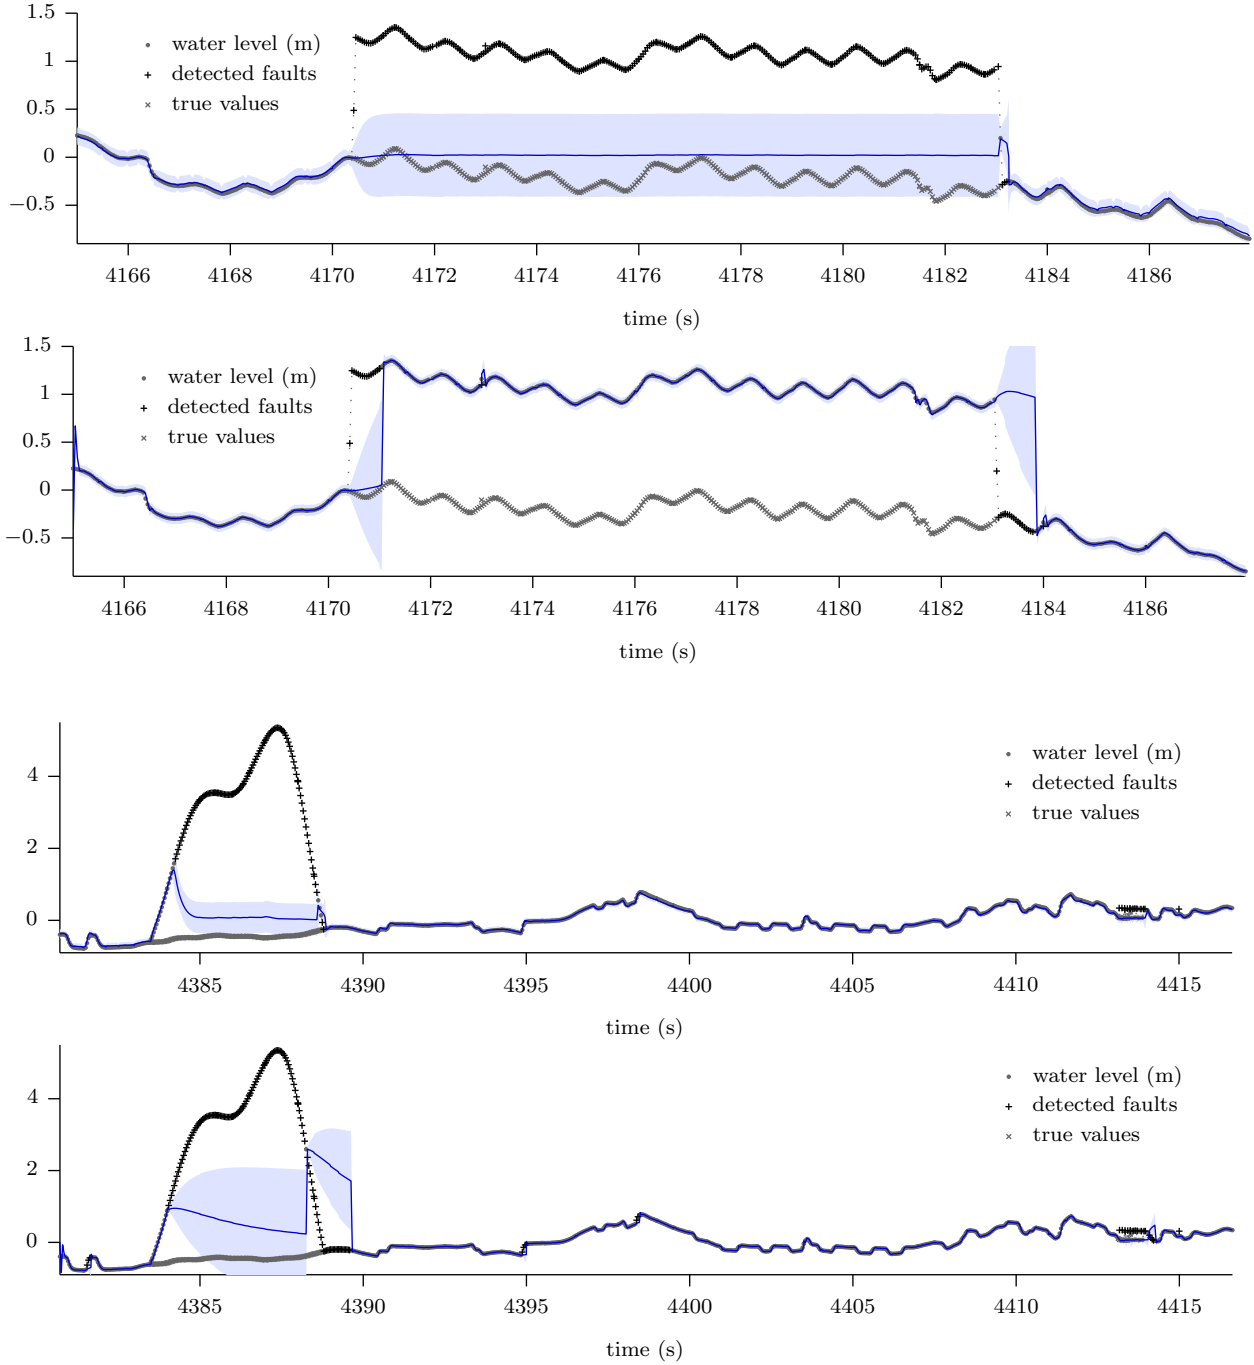 1.5
1
0.5
0
−0.5
water level (m)
detected faults
true values
4166 4168 4170 4172 4174 4176 4178 4180 4182 4184 4186
time (s)
1.5
1
0.5
0
−0.5
water level (m)
detected faults
true values
4166 4168 4170 4172 4174 4176 4178 4180 4182 4184 4186
time (s)
4
2
0
water level (m)
detected faults
true values
4385 4390 4395 4400 4405 4410 4415
time (s)
4
2
0
water level (m)
detected faults
true values
4385 4390 4395 4400 4405 4410 4415
time (s)